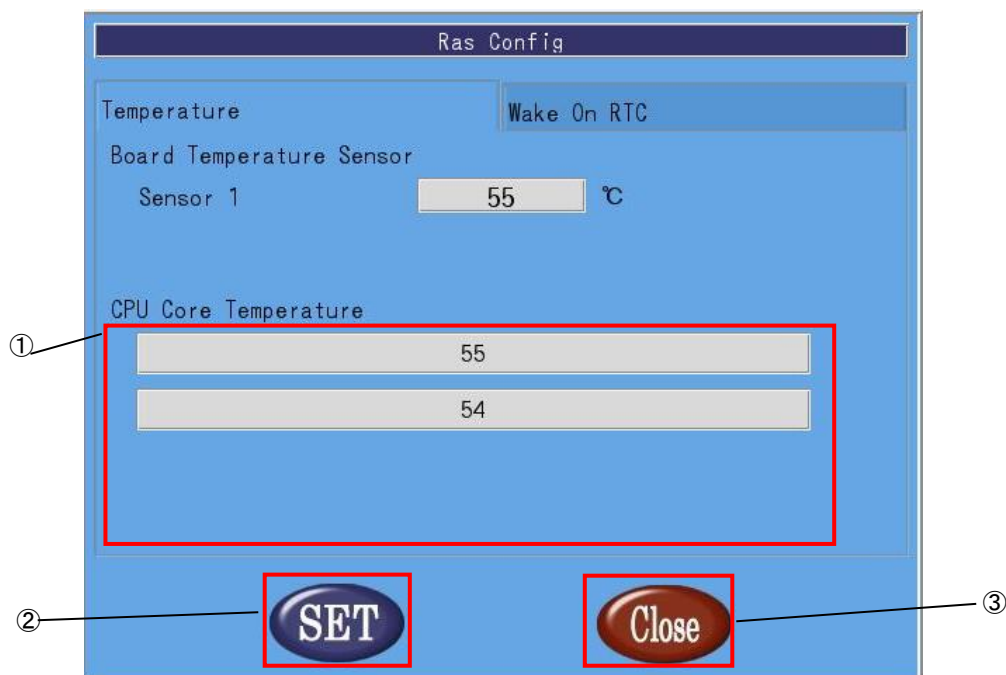 Ras Config
Temperature
Wake On RTC
Board Temperature Sensor
Sensor 1 55 ℃
CPU Core Temperature
①
55
54
② SET Close ③